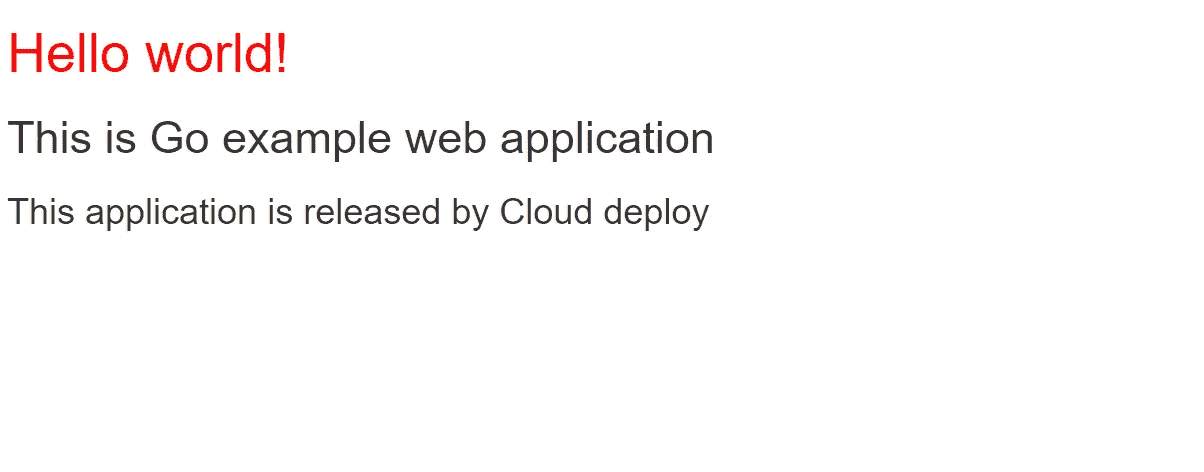 Hello world!
This is Go example web application
This application is released by Cloud deploy